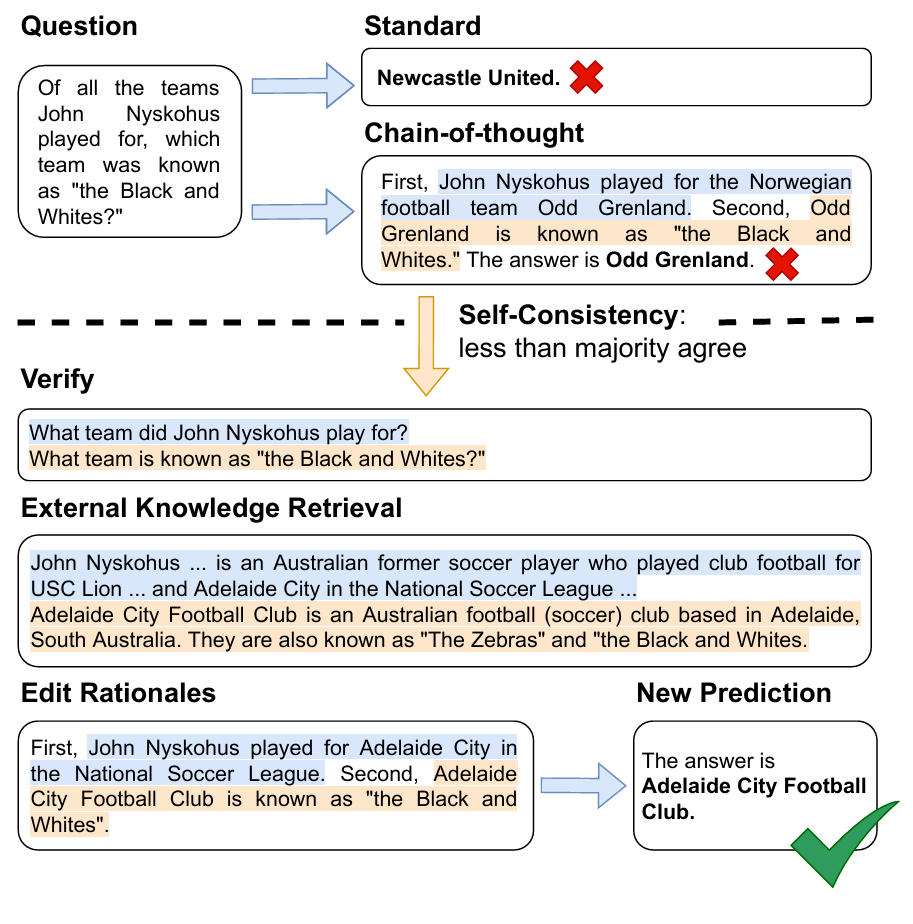 Question
Of all the teams
John Nyskohus
played for, which
team was known
as "the Black and
Whites?"
Standard
Newcastle United.
Chain-of-thought
First, John Nyskohus played for the Norwegian
football team Odd Grenland. Second, Odd
Grenland is known as "the Black and
Whites." The answer is Odd Grenland.
Self-Consistency:
less than majority agree
Verify
What team did John Nyskohus play for?
What team is known as "the Black and Whites?"
External Knowledge Retrieval
John Nyskohus ... is an Australian former soccer player who played club football for
USC Lion ... and Adelaide City in the National Soccer League ...
Adelaide City Football Club is an Australian football (soccer) club based in Adelaide,
South Australia. They are also known as "The Zebras" and "the Black and Whites.
Edit Rationales
First, John Nyskohus played for Adelaide City in
the National Soccer League. Second, Adelaide
City Football Club is known as "the Black and
Whites".
New Prediction
The answer is
Adelaide City Football
Club.